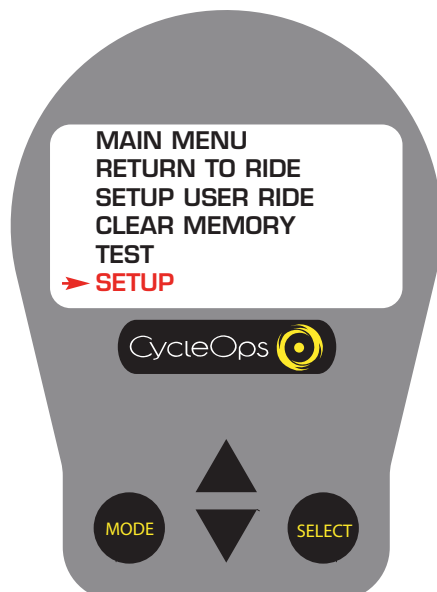 MAIN MENU
RETURN TO RIDE
SETUP USER RIDE
CLEAR MEMORY
TEST
SETUP
CycleOps
MODE
SELECT